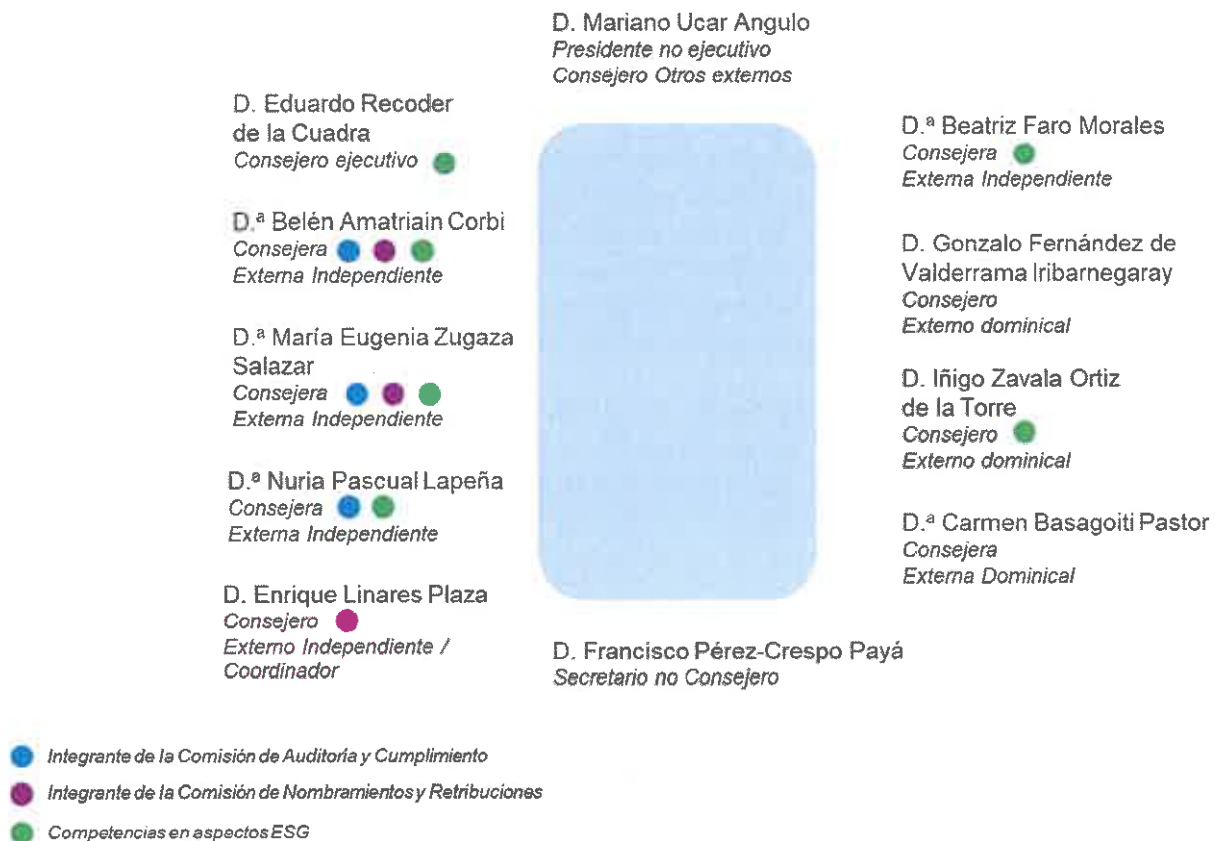 D. Mariano Ucar Angulo
Presidente no ejecutivo
Consejero Otros externos
D. Eduardo Recoder
de la Cuadra
Consejero ejecutivo
D.ª Belén Amatriain Corbi
Consejera
Externa Independiente
D.ª María Eugenia Zugaza
Salazar
Consejera
Externa Independiente
D.ª Nuria Pascual Lapeña
Consejera
Externa Independiente
D. Enrique Linares Plaza
Consejero
Externo Independiente /
Coordinador
D.ª Beatriz Faro Morales
Consejera
Externa Independiente
D. Gonzalo Fernández de
Valderrama Iribarnegaray
Consejero
Externo dominical
D. Iñigo Zavala Ortiz
de la Torre
Consejero
Externo dominical
D.ª Carmen Basagoiti Pastor
Consejera
Externa Dominical
D. Francisco Pérez-Crespo Payá
Secretario no Consejero
Integrante de la Comisión de Auditoría y Cumplimiento
Integrante de la Comisión de Nombramientos y Retribuciones
Competencias en aspectos ESG